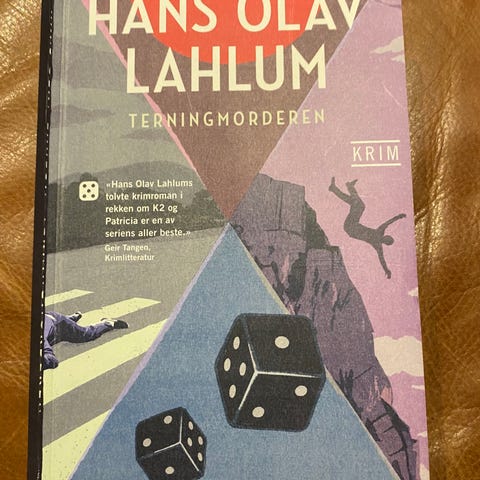 HANS OLAV
LAHLUM
TERNINGMORDEREN
KRIM
«Hans Olav Lahlums
tolvte krimroman i
rekken om K2 og
Patricia er en av
seriens aller beste.»
Geir Tangen,
Krimlitteratur